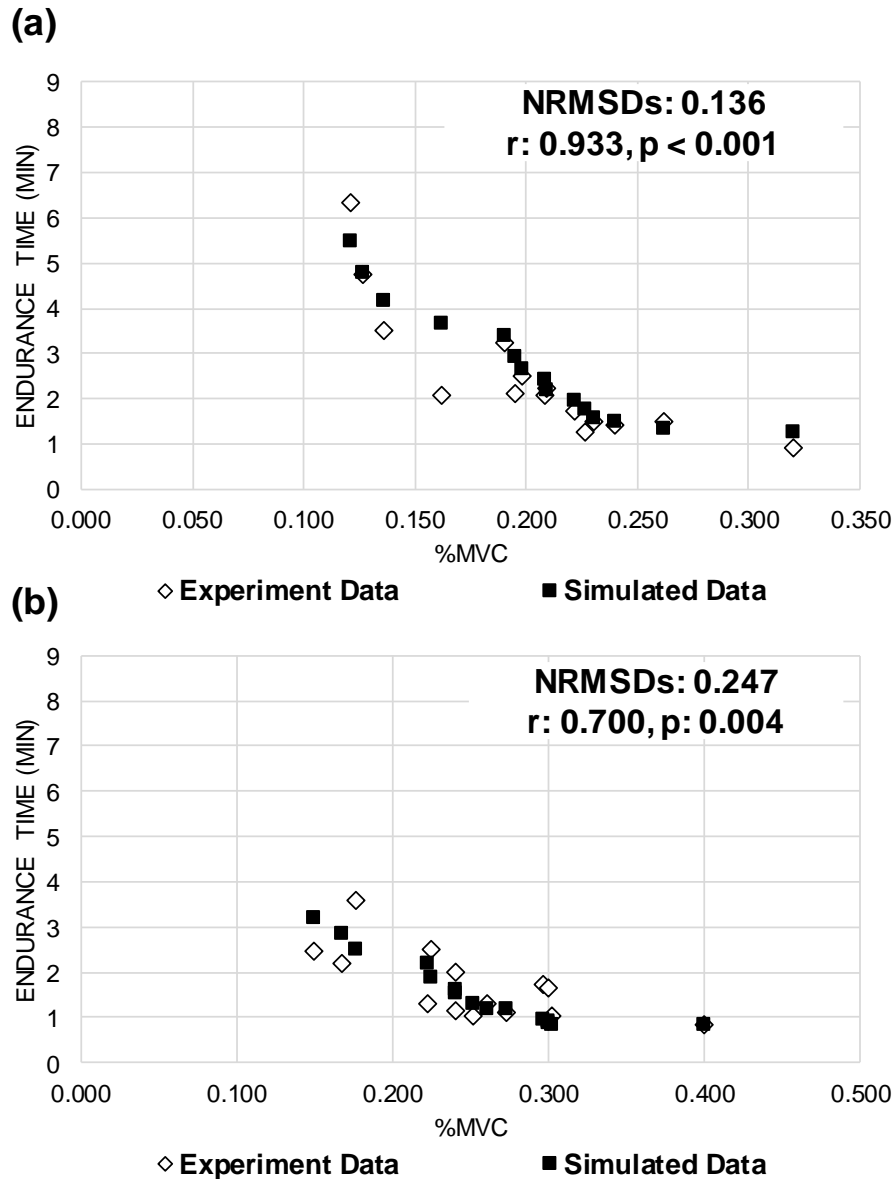 (a)
NRMSDs: 0.136
r: 0.933, p < 0.001
ENDURANCE TIME (MIN)
9
8
7
6
5
4
3
2
1
0
0.000 0.050 0.100 0.150 0.200 0.250 0.300 0.350
%MVC
Experiment Data Simulated Data
(b)
NRMSDs: 0.247
r: 0.700, p: 0.004
ENDURANCE TIME (MIN)
9
8
7
6
5
4
3
2
1
0
0.000 0.100 0.200 0.300 0.400 0.500
%MVC
Experiment Data Simulated Data